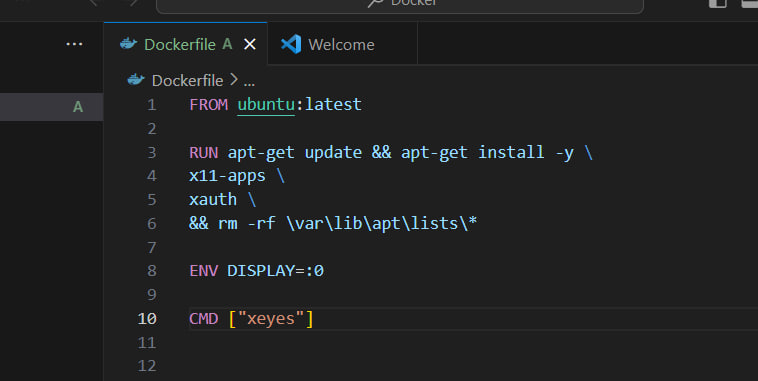 Docker
...
Dockerfile A × Welcome
Dockerfile > ...
A
1 FROM ubuntu:latest
2
3 RUN apt-get update && apt-get install -y \
4 x11-apps \
5 xauth \
6 && rm -rf \var\lib\apt\lists\*
7
8 ENV DISPLAY=:0
9
10 CMD ["xeyes"]
11
12